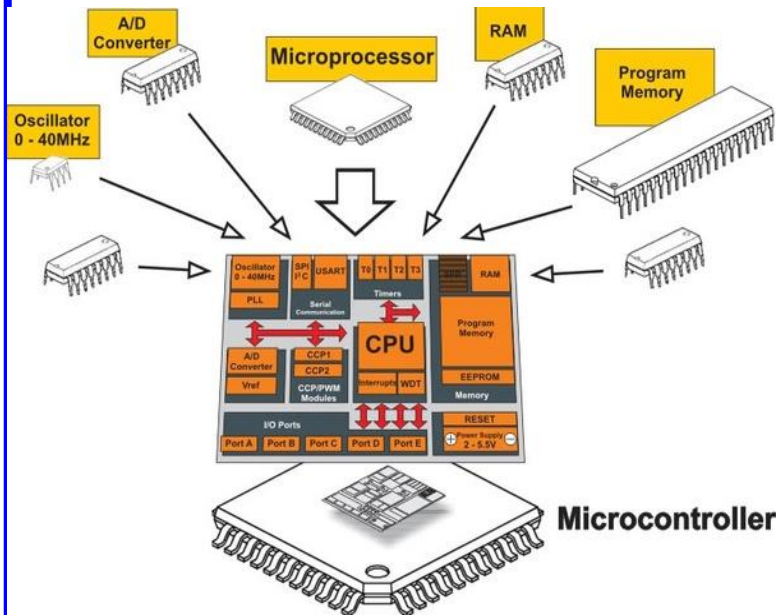 A/D
Converter
Microprocessor
RAM
Program
Memory
Oscillator
0 - 40MHz
Oscillator
0 - 40MHz
PLL
SPI
I²C
USART
Serial
Communication
T0 T1 T2 T3
Timers
RAM
Program
Memory
EEPROM
Memory
CPU
Interrupts
WDT
A/D
Converter
Vref
CCP1
CCP2
CCP/PWM
Modules
I/O Ports
Port A Port B Port C Port D Port E
RESET
+ Power Supply -
2 - 5.5V
Microcontroller